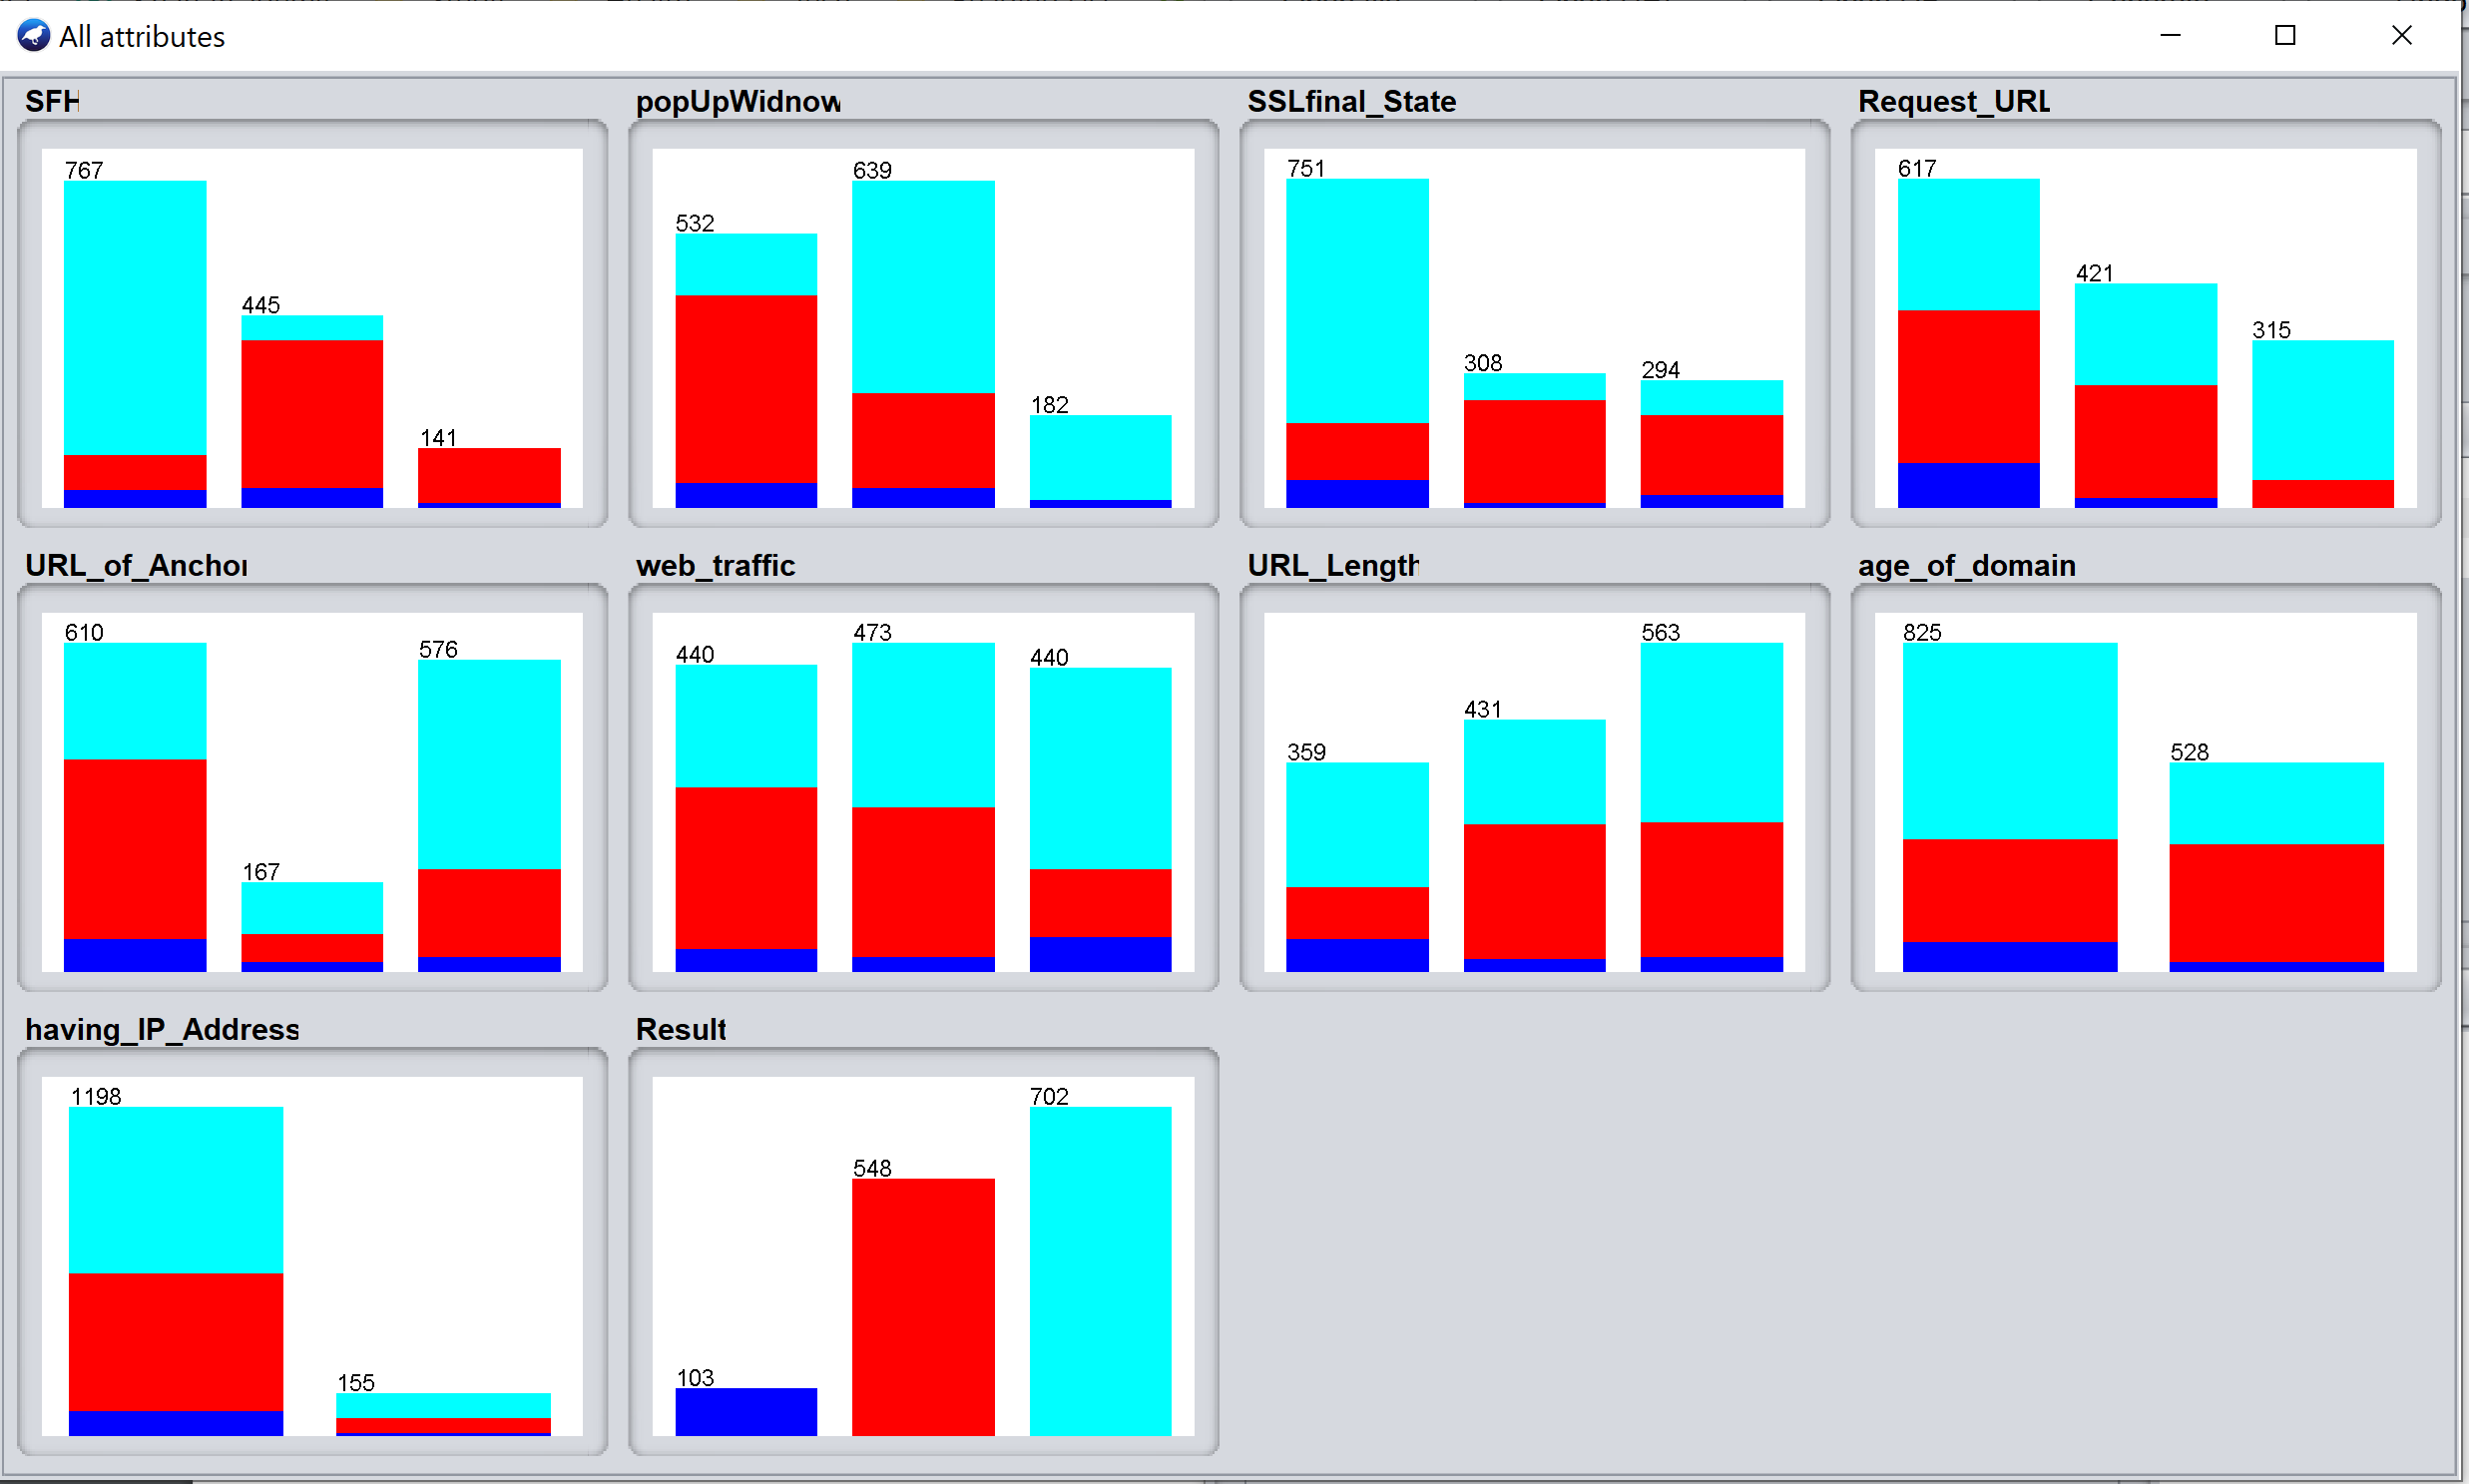 All attributes
SFH popUpWidnow SSLfinal_State Request_URL
767 445 141
532 639 182
751 308 294
617 421 315
URL_of_Anchor web_traffic URL_Length age_of_domain
610 167 576
440 473 440
359 431 563
825 528
having_IP_Address Result
1198 155
103 548 702